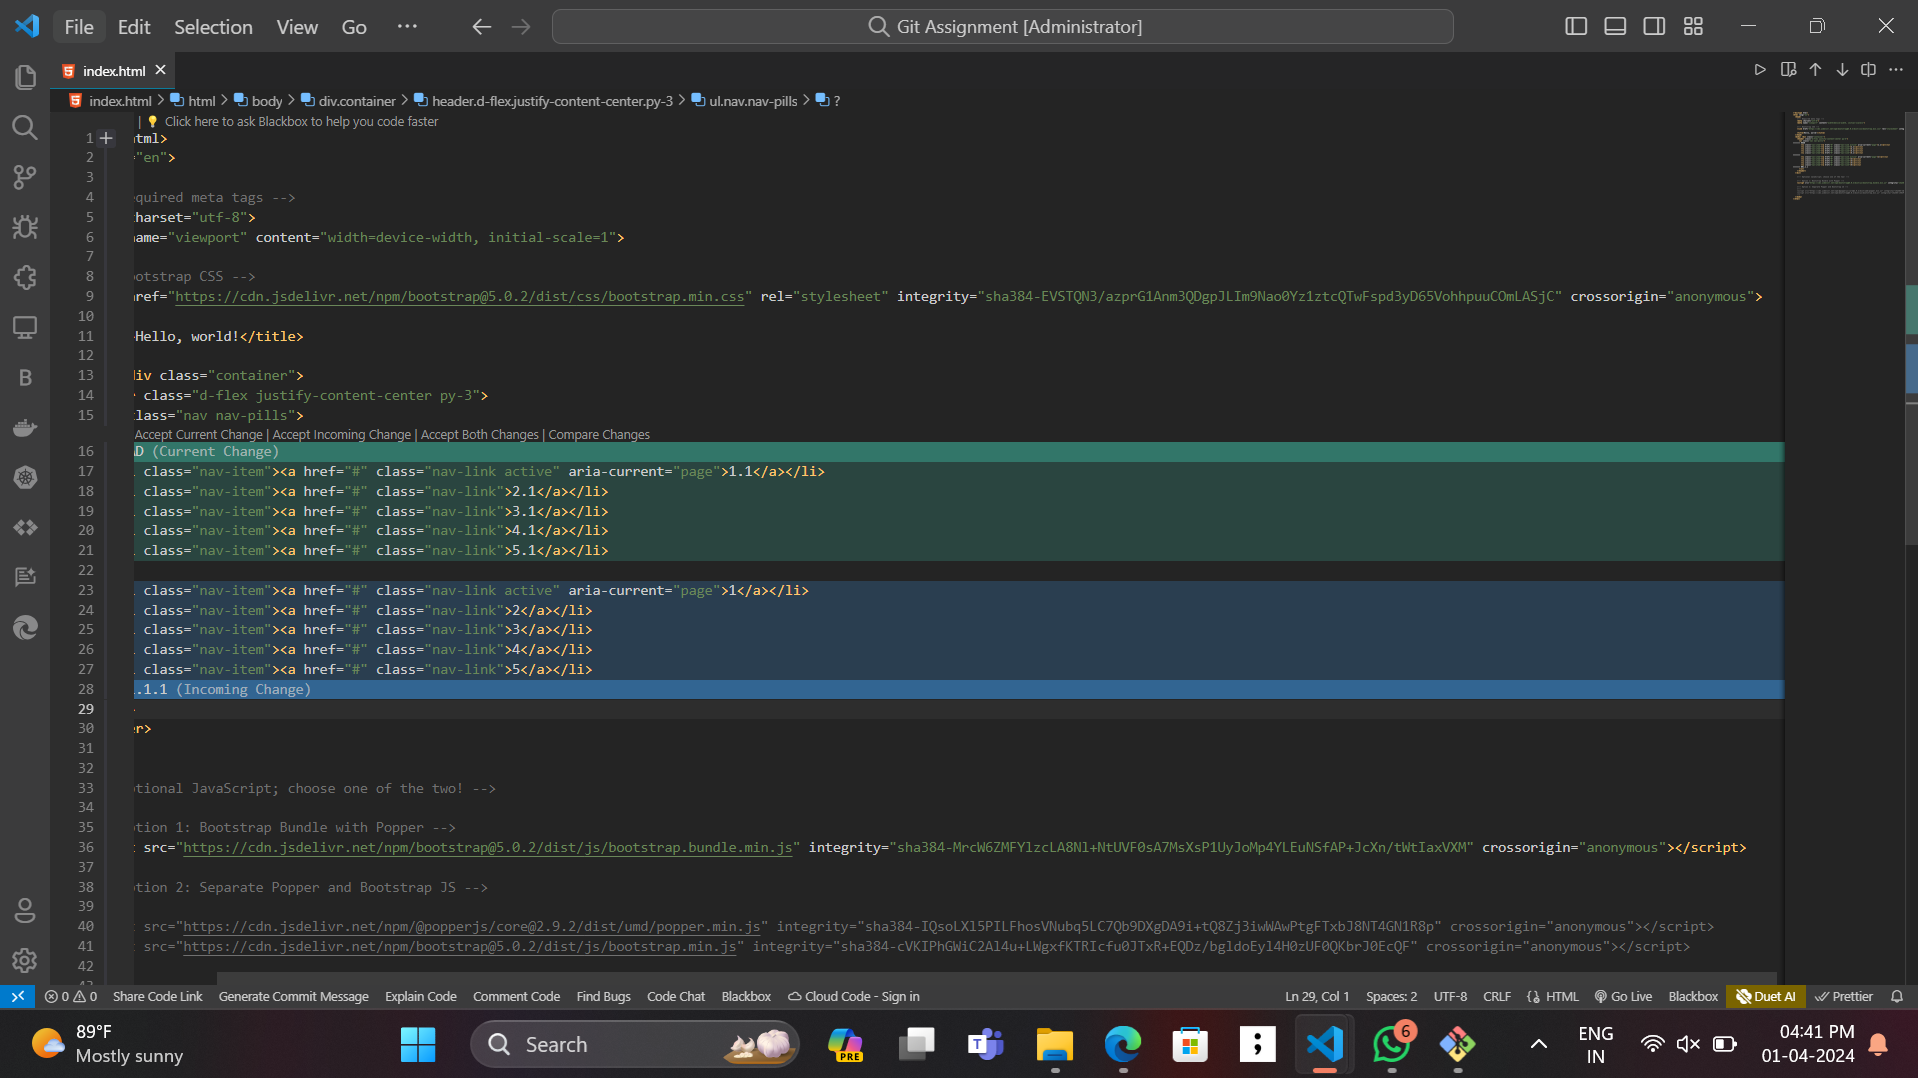 File Edit Selection View Go ··· Git Assignment [Administrator]
index.html
index.html > html > body > div.container > header.d-flex.justify-content-center.py-3 > ul.nav.nav-pills > ?
| Click here to ask Blackbox to help you code faster
1 html>
2 ="en">
3
4 equired meta tags -->
5 charset="utf-8">
6 name="viewport" content="width=device-width, initial-scale=1">
7
8 ootstrap CSS -->
9 href="https://cdn.jsdelivr.net/npm/bootstrap@5.0.2/dist/css/bootstrap.min.css" rel="stylesheet" integrity="sha384-EVSTQN3/azprG1Anm3QDgpJLIm9Nao0Yz1ztcQTwFspd3yD65VohhpuuCOmLASjC" crossorigin="anonymous">
10
11 >Hello, world!</title>
12
13 div class="container">
14 r class="d-flex justify-content-center py-3">
15 class="nav nav-pills">
Accept Current Change | Accept Incoming Change | Accept Both Changes | Compare Changes
16 AD (Current Change)
17 class="nav-item"><a href="#" class="nav-link active" aria-current="page">1.1</a></li>
18 class="nav-item"><a href="#" class="nav-link">2.1</a></li>
19 class="nav-item"><a href="#" class="nav-link">3.1</a></li>
20 class="nav-item"><a href="#" class="nav-link">4.1</a></li>
21 class="nav-item"><a href="#" class="nav-link">5.1</a></li>
22
23 class="nav-item"><a href="#" class="nav-link active" aria-current="page">1</a></li>
24 class="nav-item"><a href="#" class="nav-link">2</a></li>
25 class="nav-item"><a href="#" class="nav-link">3</a></li>
26 class="nav-item"><a href="#" class="nav-link">4</a></li>
27 class="nav-item"><a href="#" class="nav-link">5</a></li>
28 .1.1 (Incoming Change)
29 >
30 er>
31
32
33 otional JavaScript; choose one of the two! -->
34
35 otion 1: Bootstrap Bundle with Popper -->
36 t src="https://cdn.jsdelivr.net/npm/bootstrap@5.0.2/dist/js/bootstrap.bundle.min.js" integrity="sha384-MrcW6ZMFYlzcLA8Nl+NtUVF0sA7MsXsP1UyJoMp4YLEuNSfAP+JcXn/tWtIaxVXM" crossorigin="anonymous"></script>
37
38 otion 2: Separate Popper and Bootstrap JS -->
39
40 t src="https://cdn.jsdelivr.net/npm/@popperjs/core@2.9.2/dist/umd/popper.min.js" integrity="sha384-IQsoLXl5PILFhosVNubq5LC7Qb9DXgDA9i+tQ8Zj3iwWAwPtgFTxbJ8NT4GN1R8p" crossorigin="anonymous"></script>
41 t src="https://cdn.jsdelivr.net/npm/bootstrap@5.0.2/dist/js/bootstrap.min.js" integrity="sha384-cVKIPhGWiC2Al4u+LWgxfKTRIcfu0JTxR+EQDz/bgldoEyl4H0zUF0QKbrJ0EcQF" crossorigin="anonymous"></script>
42
0 0 Share Code Link Generate Commit Message Explain Code Comment Code Find Bugs Code Chat Blackbox Cloud Code - Sign in Ln 29, Col 1 Spaces: 2 UTF-8 CRLF {} HTML Go Live Blackbox Duet AI Prettier
89°F
Mostly sunny
Search
PRE
6
ENG
IN
04:41 PM
01-04-2024